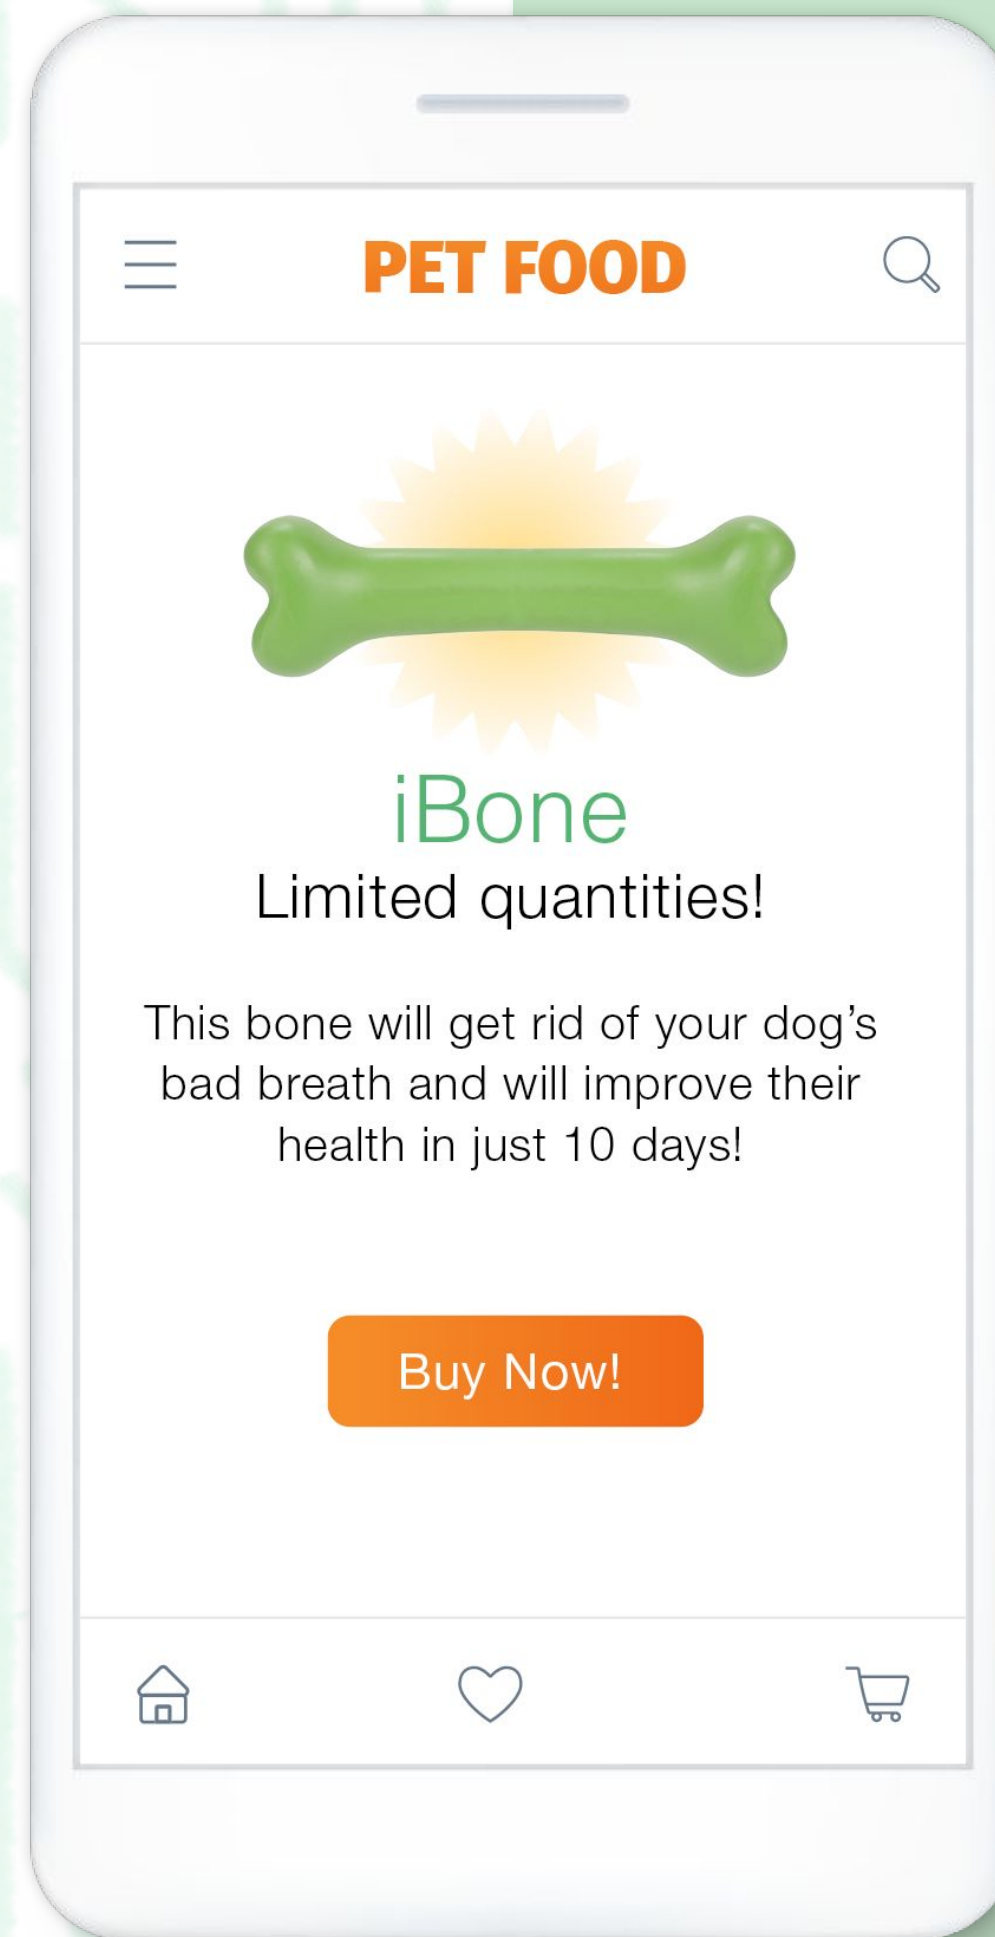 PET FOOD
iBone
Limited quantities!
This bone will get rid of your dog’s
bad breath and will improve their
health in just 10 days!
Buy Now!